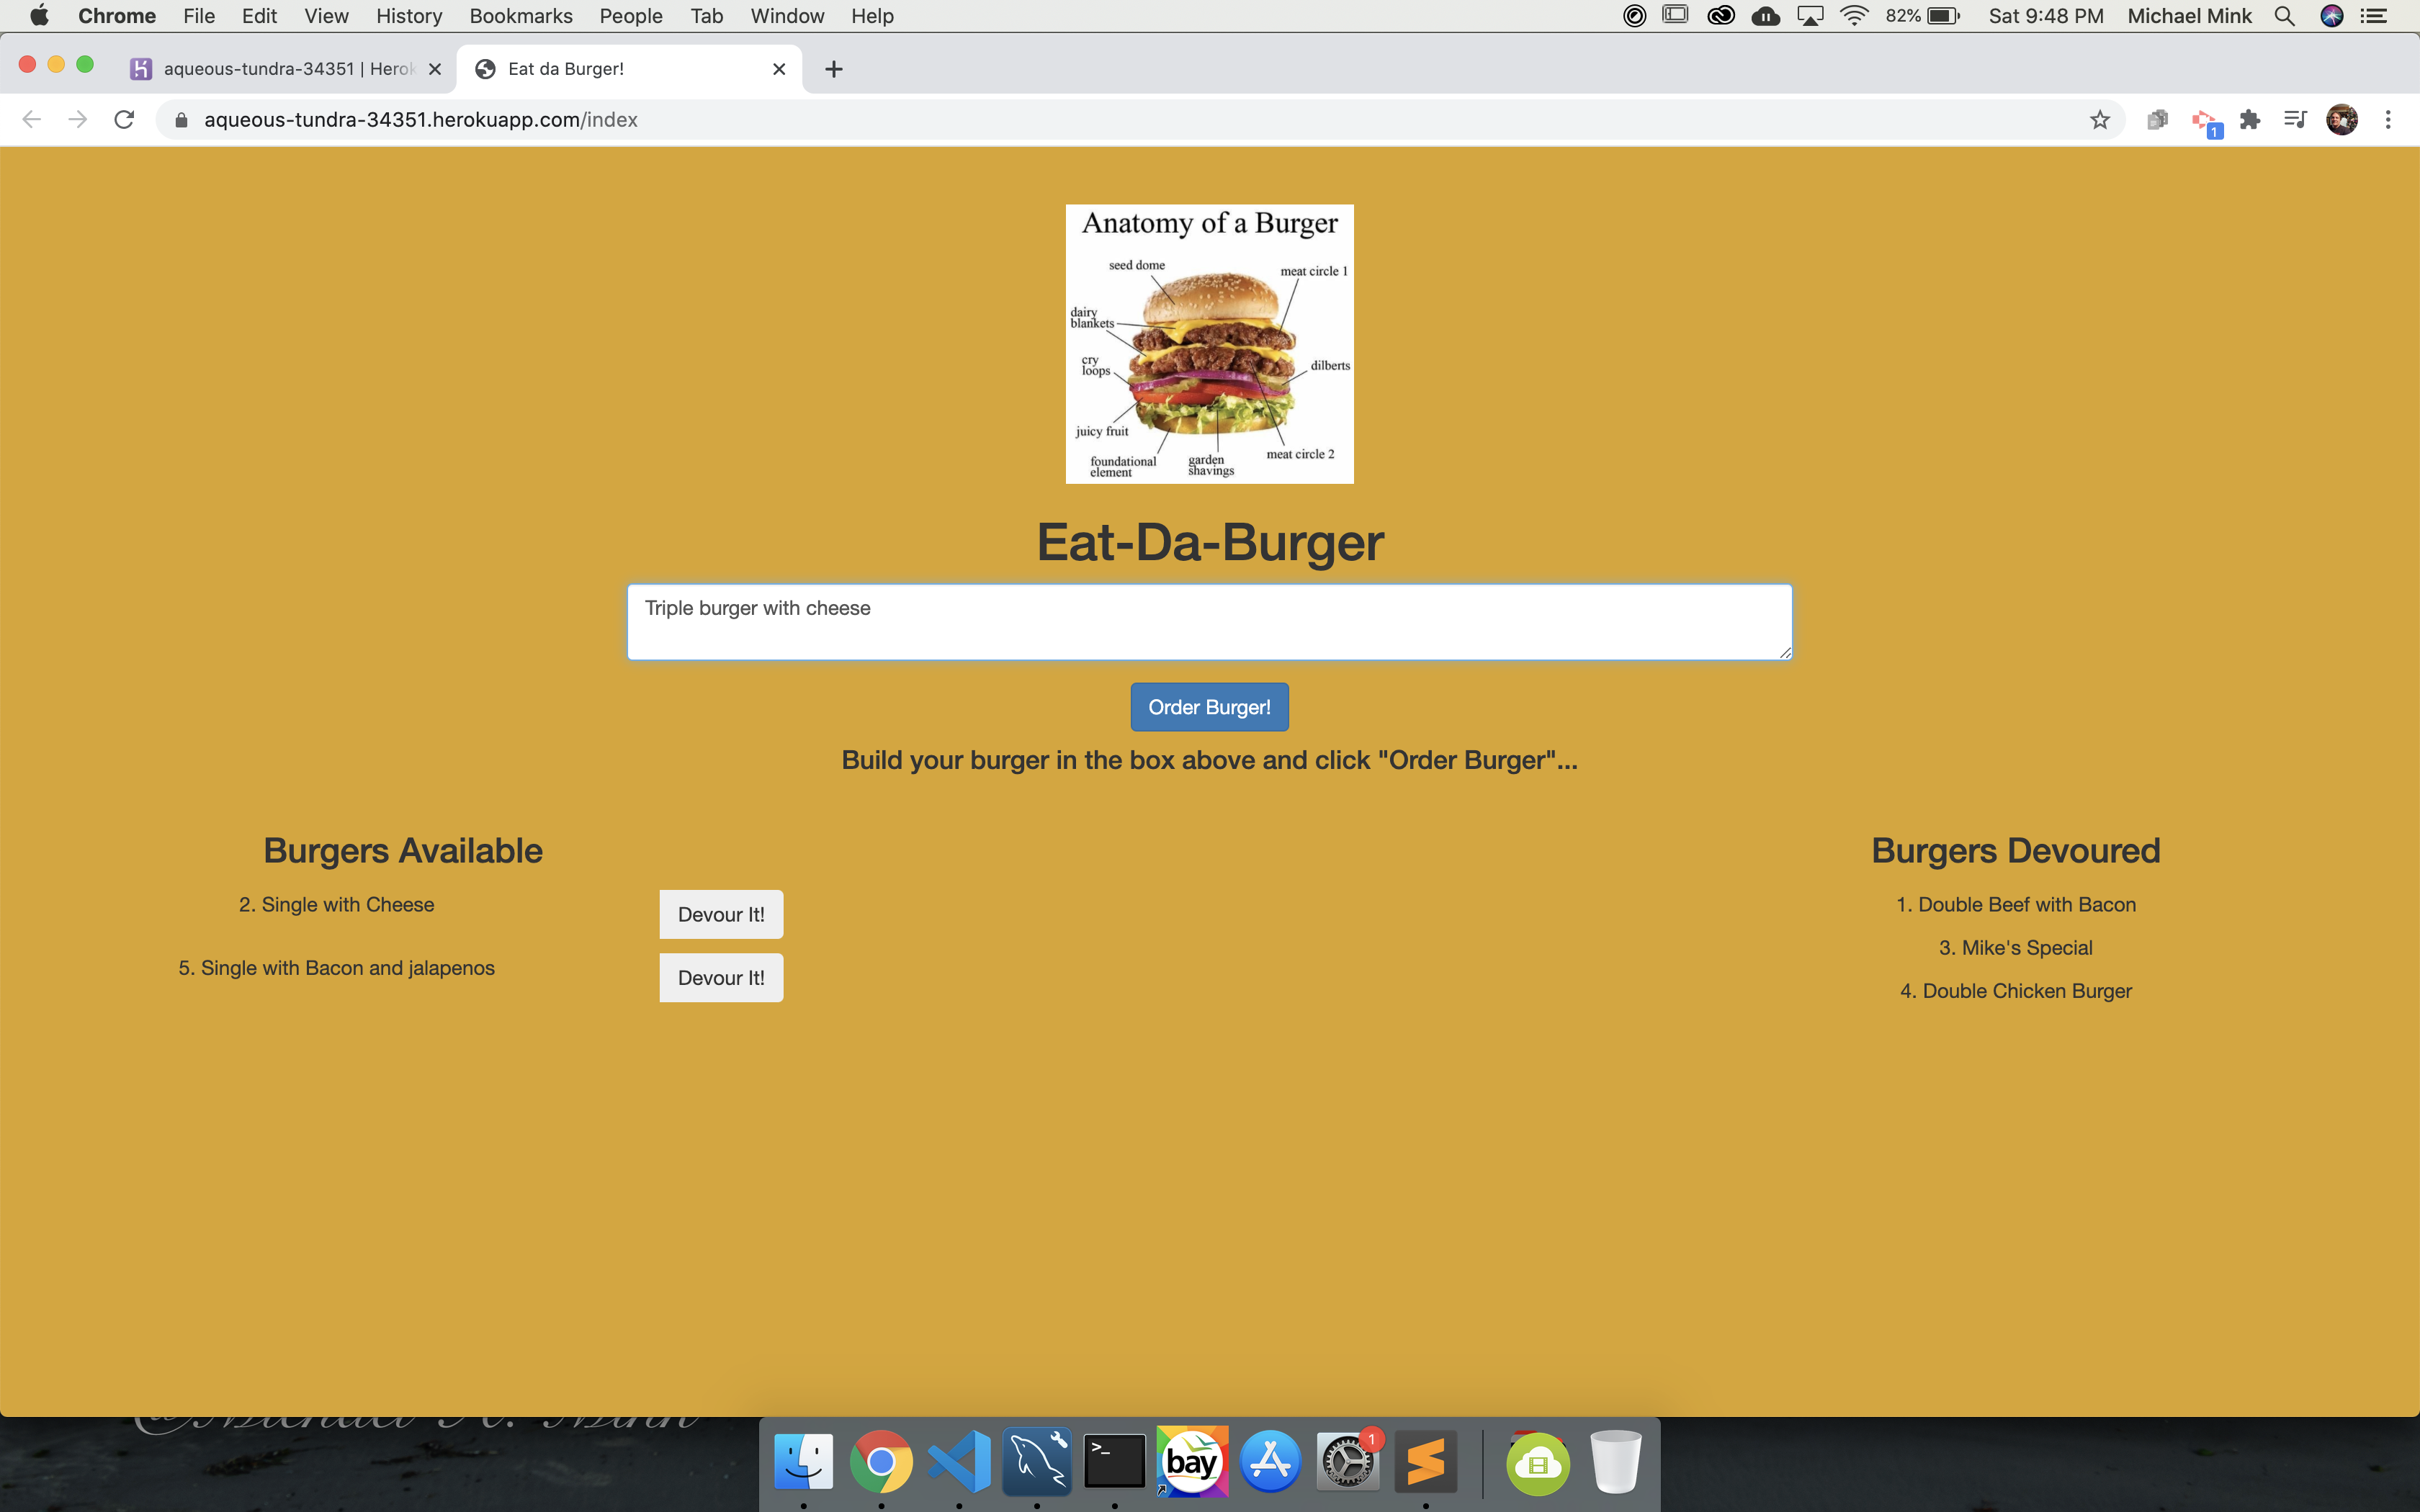 Chrome File Edit View History Bookmarks People Tab Window Help 82% Sat 9:48 PM Michael Mink
aqueous-tundra-34351 | Herok Eat da Burger!
aqueous-tundra-34351.herokuapp.com/index
1
Anatomy of a Burger
seed dome
meat circle 1
dairy
blankets
cry
loops
dilberts
juicy fruit
foundational
element
garden
shavings
meat circle 2
Eat-Da-Burger
Triple burger with cheese
Order Burger!
Build your burger in the box above and click "Order Burger"...
Burgers Available
2. Single with Cheese
Devour It!
5. Single with Bacon and jalapenos
Devour It!
Burgers Devoured
1. Double Beef with Bacon
3. Mike's Special
4. Double Chicken Burger
>_
bay
1